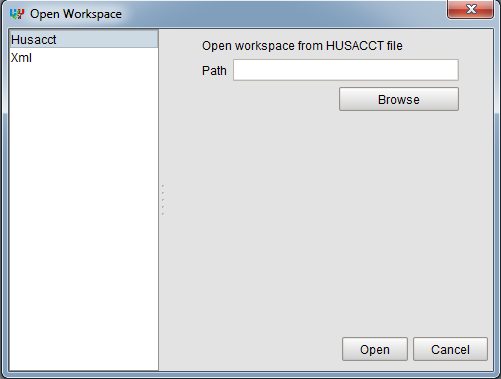 Open Workspace
Husacct
Xml
Open workspace from HUSACCT file
Path
Browse
Open
Cancel